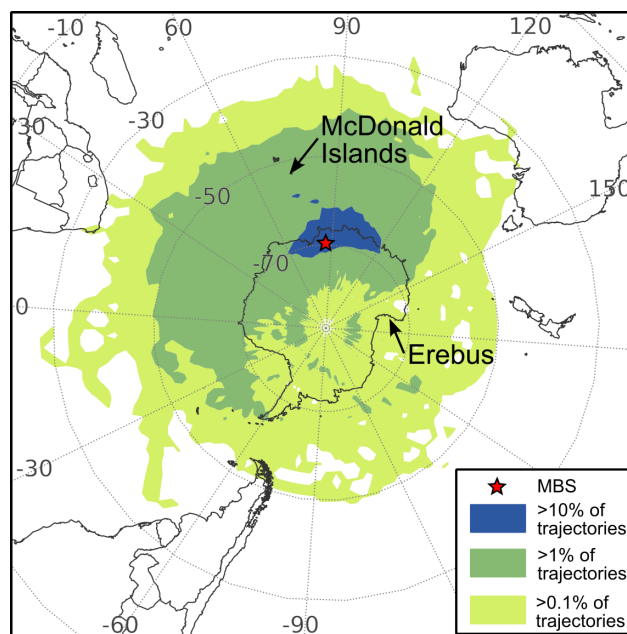 -10
60
90
120
30
-30
McDonald
Islands
-50
150
-70
0
Erebus
-30
-60
-90
MBS
>10% of
trajectories
>1% of
trajectories
>0.1% of
trajectories